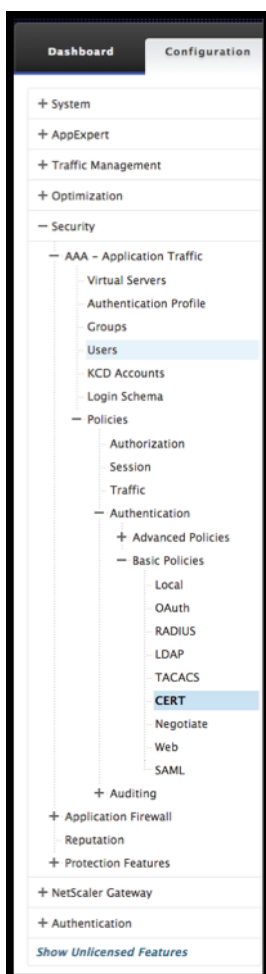 Dashboard Configuration
+ System
+ AppExpert
+ Traffic Management
+ Optimization
− Security
− AAA – Application Traffic
Virtual Servers
Authentication Profile
Groups
Users
KCD Accounts
Login Schema
− Policies
Authorization
Session
Traffic
− Authentication
+ Advanced Policies
− Basic Policies
Local
OAuth
RADIUS
LDAP
TACACS
CERT
Negotiate
Web
SAML
+ Auditing
+ Application Firewall
Reputation
+ Protection Features
+ NetScaler Gateway
+ Authentication
Show Unlicensed Features